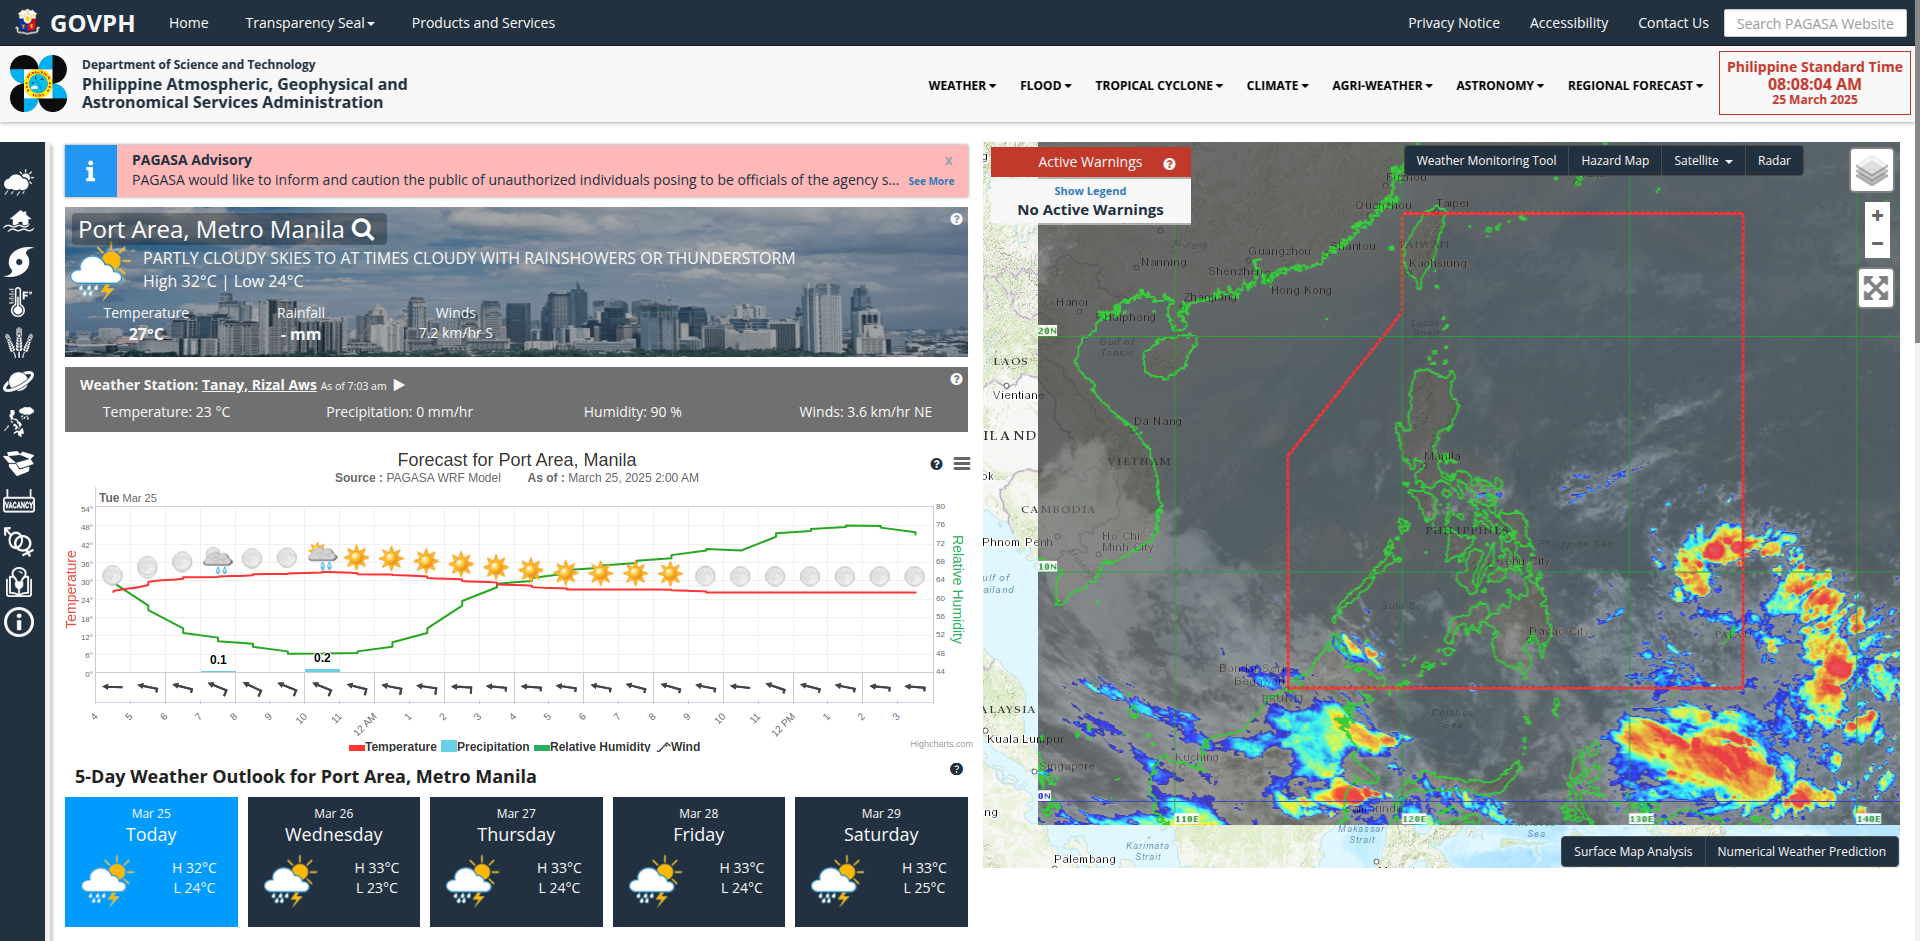 GOVPH
Home
Transparency Seal
Products and Services
Privacy Notice
Accessibility
Contact Us
Search PAGASA Website
Department of Science and Technology
Philippine Atmospheric, Geophysical and
Astronomical Services Administration
WEATHER
FLOOD
TROPICAL CYCLONE
CLIMATE
AGRI-WEATHER
ASTRONOMY
REGIONAL FORECAST
Philippine Standard Time
08:08:04 AM
25 March 2025
VACANCY
PAGASA Advisory
x
PAGASA would like to inform and caution the public of unauthorized individuals posing to be officials of the agency s... See More
Port Area, Metro Manila
PARTLY CLOUDY SKIES TO AT TIMES CLOUDY WITH RAINSHOWERS OR THUNDERSTORM
High 32°C | Low 24°C
Temperature
27°C
Rainfall
- mm
Winds
7.2 km/hr S
Weather Station: Tanay, Rizal Aws As of 7:03 am
Temperature: 23 °C
Precipitation: 0 mm/hr
Humidity: 90 %
Winds: 3.6 km/hr NE
Forecast for Port Area, Manila
Source : PAGASA WRF Model As of : March 25, 2025 2:00 AM
Tue Mar 25
Temperature
54°
48°
42°
36°
30°
24°
18°
12°
6°
0°
80
76
72
68
64
60
56
52
48
44
Relative Humidity
0.1
0.2
4 5 6 7 8 9 10 11 12 AM 1 2 3 4 5 6 7 8 9 10 11 12 PM 1 2 3
Temperature Precipitation Relative Humidity Wind
Highcharts.com
5-Day Weather Outlook for Port Area, Metro Manila
Mar 25
Today
H 32°C
L 24°C
Mar 26
Wednesday
H 33°C
L 23°C
Mar 27
Thursday
H 33°C
L 24°C
Mar 28
Friday
H 33°C
L 24°C
Mar 29
Saturday
H 33°C
L 25°C
Active Warnings
Show Legend
No Active Warnings
Weather Monitoring Tool
Hazard Map
Satellite
Radar
+
−
Fuzhou
Quanzhou
Taipei
TAIWAN
Kaohsiung
Guangzhou
Shantou
Shenzhen
Hong Kong
Nanning
Zhanjiang
Hanoi
Haiphong
Gulf of
Tonkin
Luzon
Strait
20N
LAOS
Vientiane
Da Nang
ILAND
VIETNAM
Manila
CAMBODIA
Phnom Penh
Ho Chi
Minh City
PHILIPPINES
Philippine Sea
Cebu City
10N
ulf of
ailand
Sulu Sea
Davao City
PALAU
Bandar Seri
Begawan
BRUNEI
ALAYSIA
Celebes
Sea
Kuala Lumpur
Kuching
Singapore
0N
ng
Samarinda
110E
120E
130E
140E
Makassar
Strait
Karimata
Strait
Sea
Palembang
Surface Map Analysis
Numerical Weather Prediction